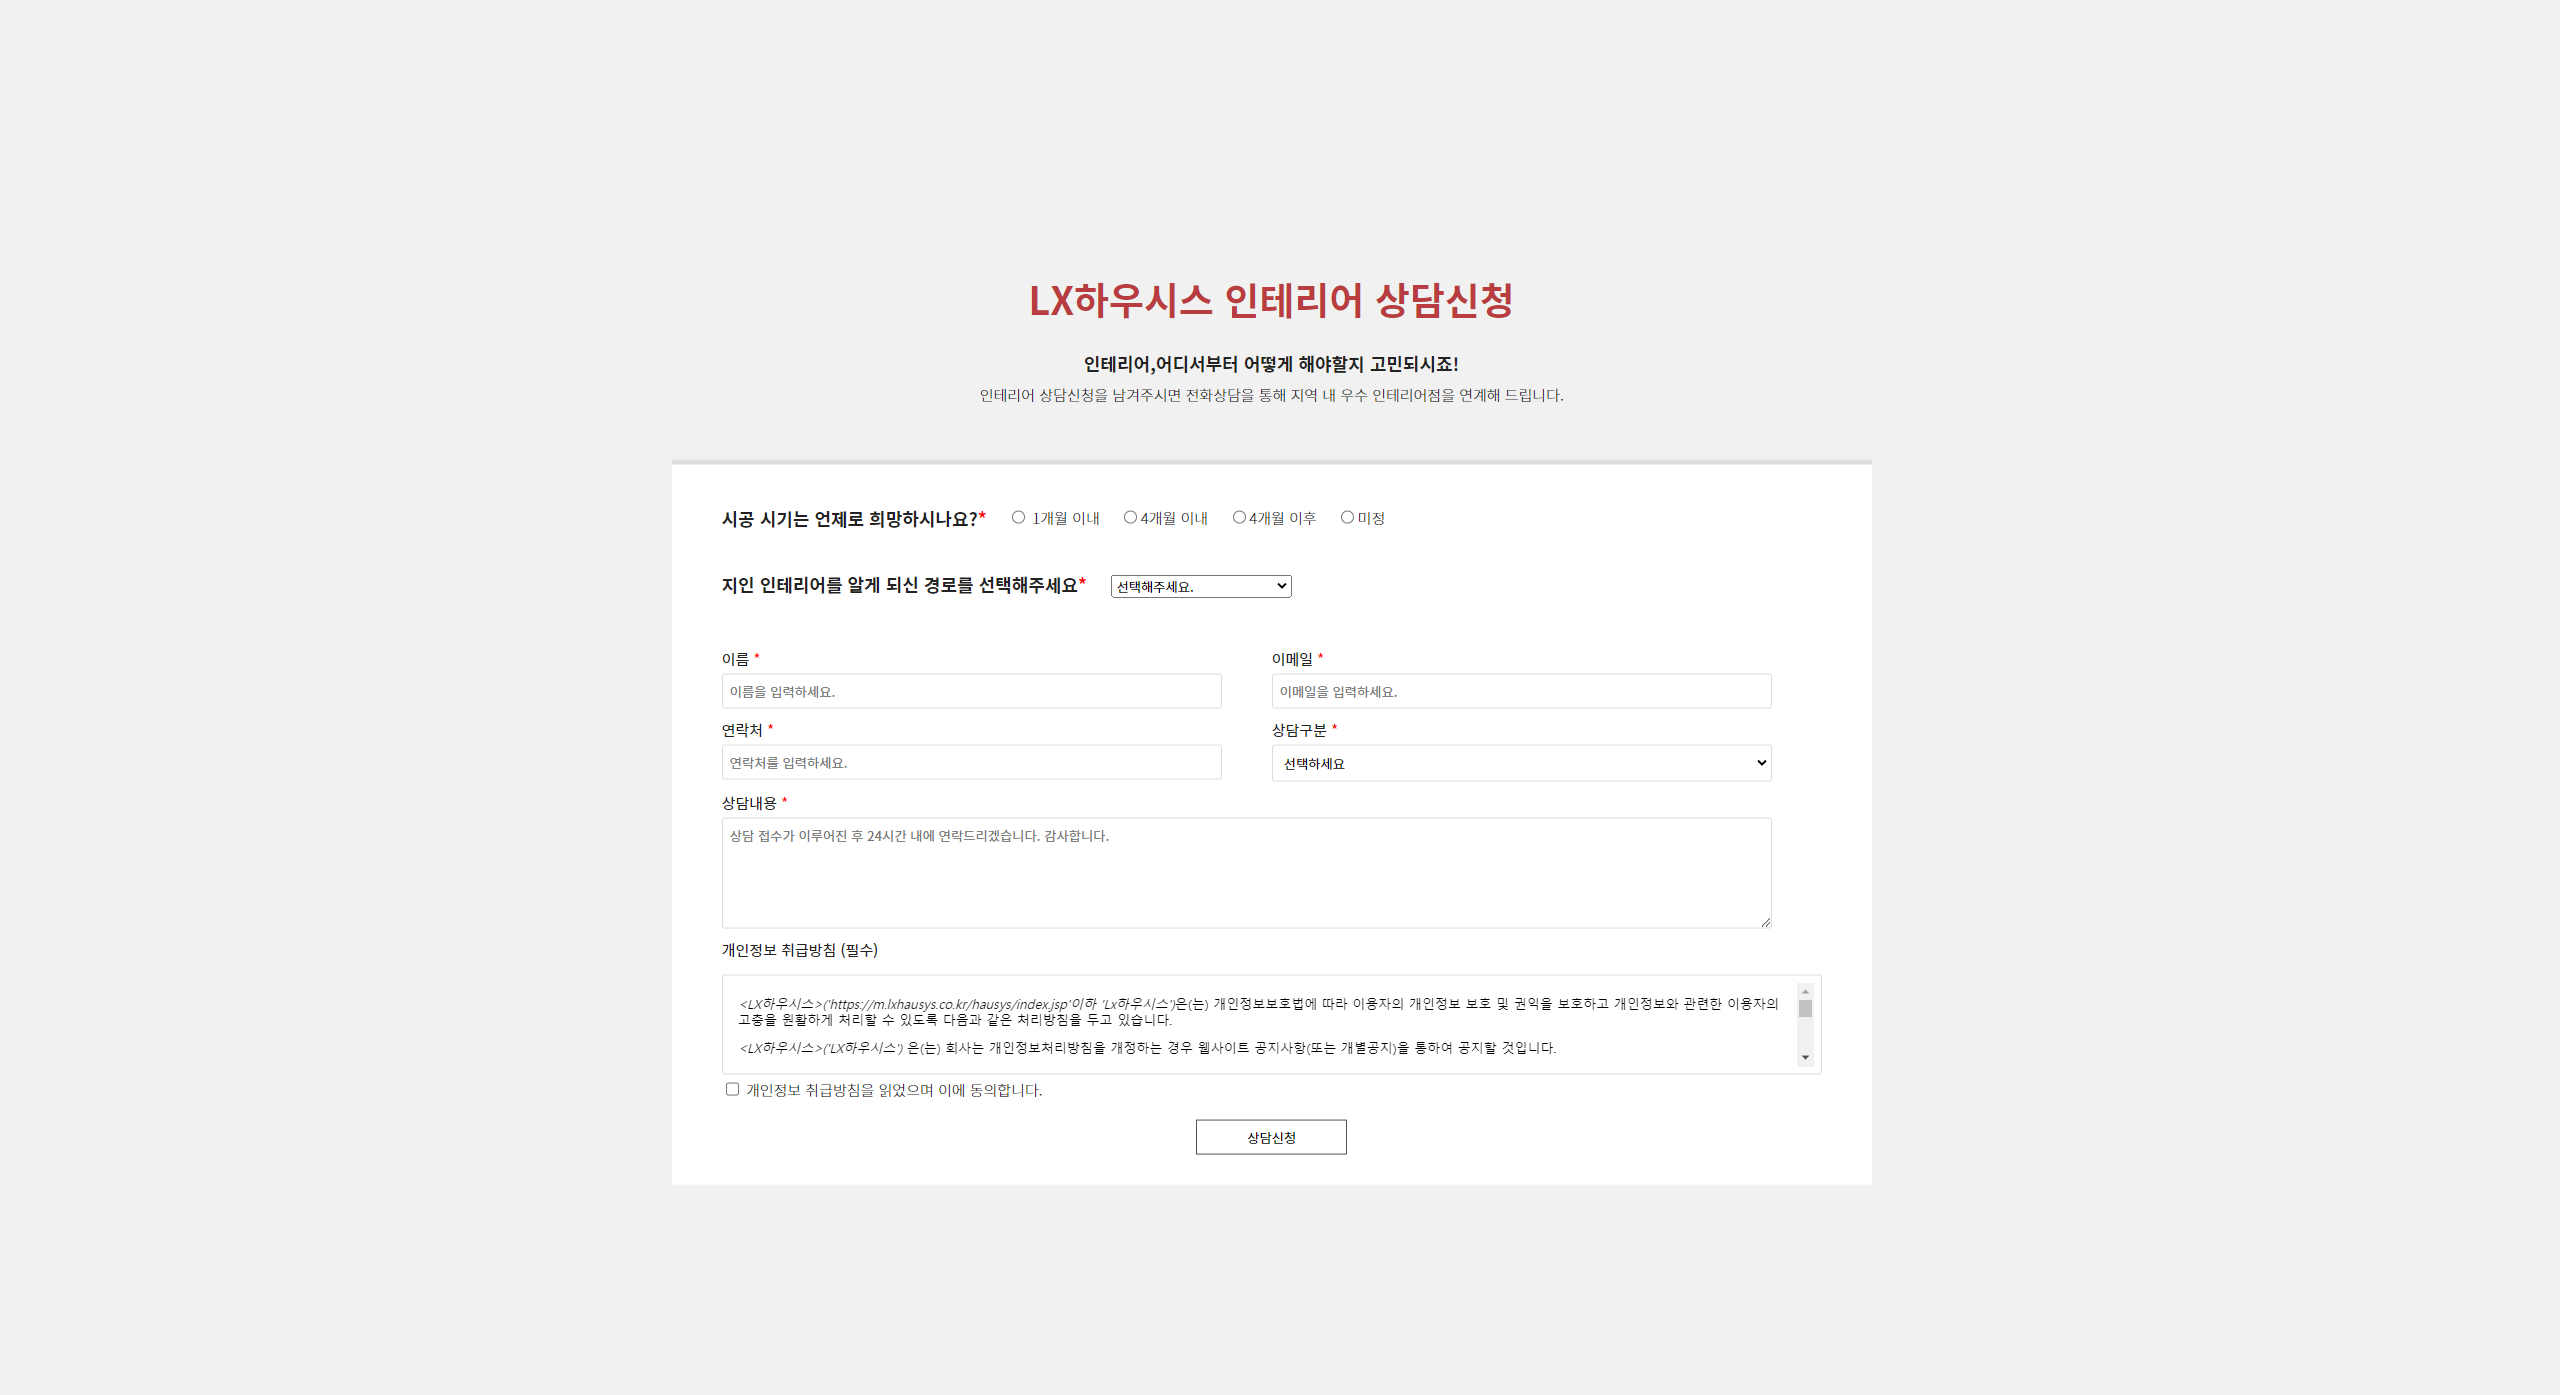 LX하우시스 인테리어 상담신청
인테리어,어디서부터 어떻게 해야할지 고민되시죠!
인테리어 상담신청을 남겨주시면 전화상담을 통해 지역 내 우수 인테리어점을 연계해 드립니다.
시공 시기는 언제로 희망하시나요?* 1개월 이내 4개월 이내 4개월 이후 미정
지인 인테리어를 알게 되신 경로를 선택해주세요* 선택해주세요.
이름 * 이메일 *
이름을 입력하세요. 이메일을 입력하세요.
연락처 * 상담구분 *
연락처를 입력하세요. 선택하세요
상담내용 *
상담 접수가 이루어진 후 24시간 내에 연락드리겠습니다. 감사합니다.
개인정보 취급방침 (필수)
<LX하우시스>('https://m.lxhausys.co.kr/hausys/index.jsp'이하 'Lx하우시스')은(는) 개인정보보호법에 따라 이용자의 개인정보 보호 및 권익을 보호하고 개인정보와 관련한 이용자의
고충을 원활하게 처리할 수 있도록 다음과 같은 처리방침을 두고 있습니다.
<LX하우시스>('LX하우시스') 은(는) 회사는 개인정보처리방침을 개정하는 경우 웹사이트 공지사항(또는 개별공지)을 통하여 공지할 것입니다.
개인정보 취급방침을 읽었으며 이에 동의합니다.
상담신청